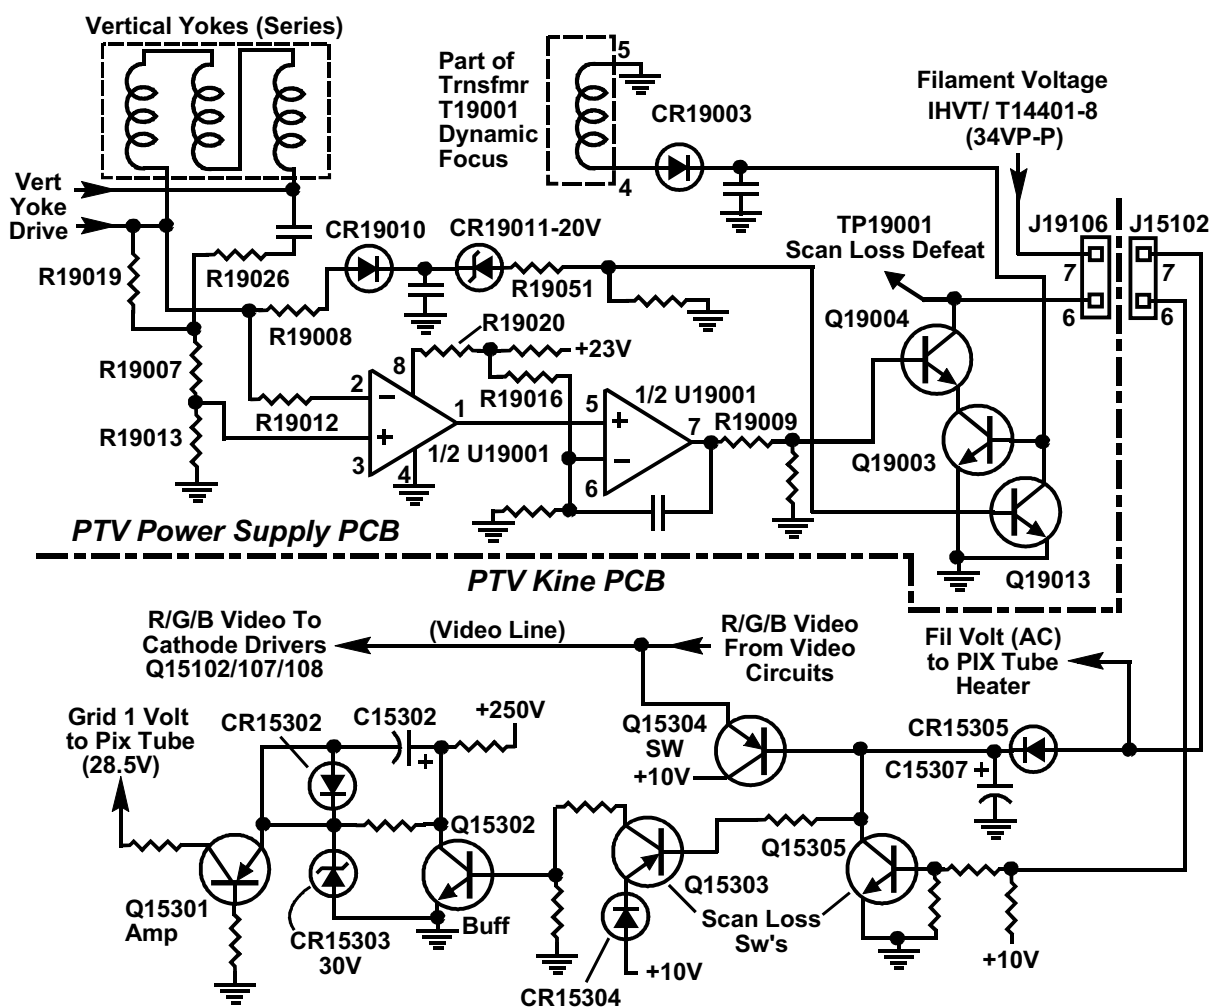 Vertical Yokes (Series)
Part of
Trnsfmr
T19001
Dynamic
Focus
5
4
CR19003
Filament Voltage
IHVT/ T14401-8
(34VP-P)
Vert
Yoke
Drive
R19019
R19026
CR19010
CR19011-20V
R19051
TP19001
Scan Loss Defeat
J19106
J15102
7
7
6
6
R19008
R19020
+23V
Q19004
R19007
R19012
R19013
2
8
1
3
4
1/2 U19001
R19016
5
1/2 U19001
7
6
R19009
Q19003
Q19013
PTV Power Supply PCB
PTV Kine PCB
R/G/B Video To
Cathode Drivers
Q15102/107/108
(Video Line)
R/G/B Video
From Video
Circuits
Fil Volt (AC)
to PIX Tube
Heater
Grid 1 Volt
to Pix Tube
(28.5V)
CR15302
C15302
+
+250V
Q15304
SW
+10V
CR15305
C15307
+
Q15302
Q15305
Q15303
Q15301
Amp
CR15303
30V
Buff
Scan Loss
Sw's
CR15304
+10V
+10V